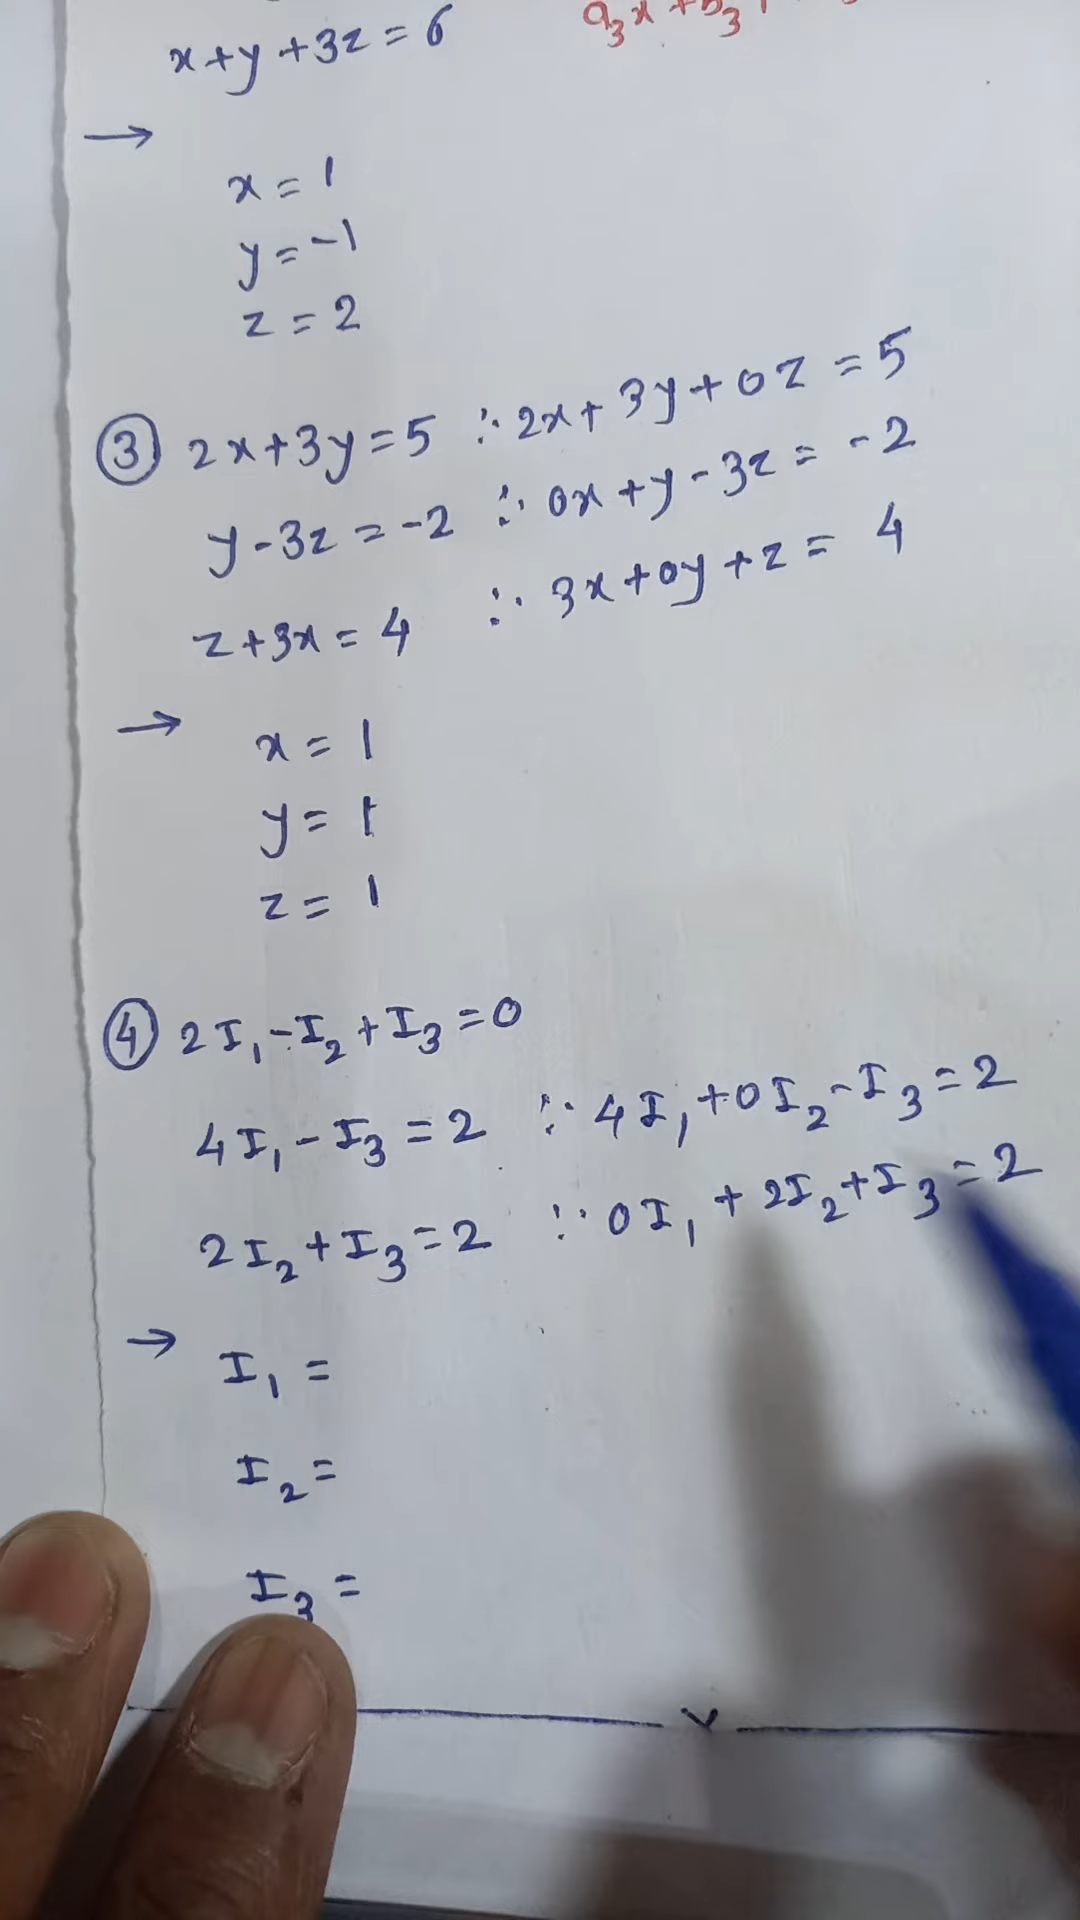 x+y+3z=6
a₃x+b₃
→
x=1
y=-1
z=2
③ 2x+3y=5 ∴ 2x+3y+0z=5
y-3z=-2 ∴ 0x+y-3z=-2
z+3x=4 ∴ 3x+0y+z=4
→
x=1
y=1
z=1
④ 2I₁-I₂+I₃=0
4I₁-I₃=2 ∴ 4I₁+0I₂-I₃=2
2I₂+I₃=2 ∴ 0I₁+2I₂+I₃=2
→
I₁=
I₂=
I₃=